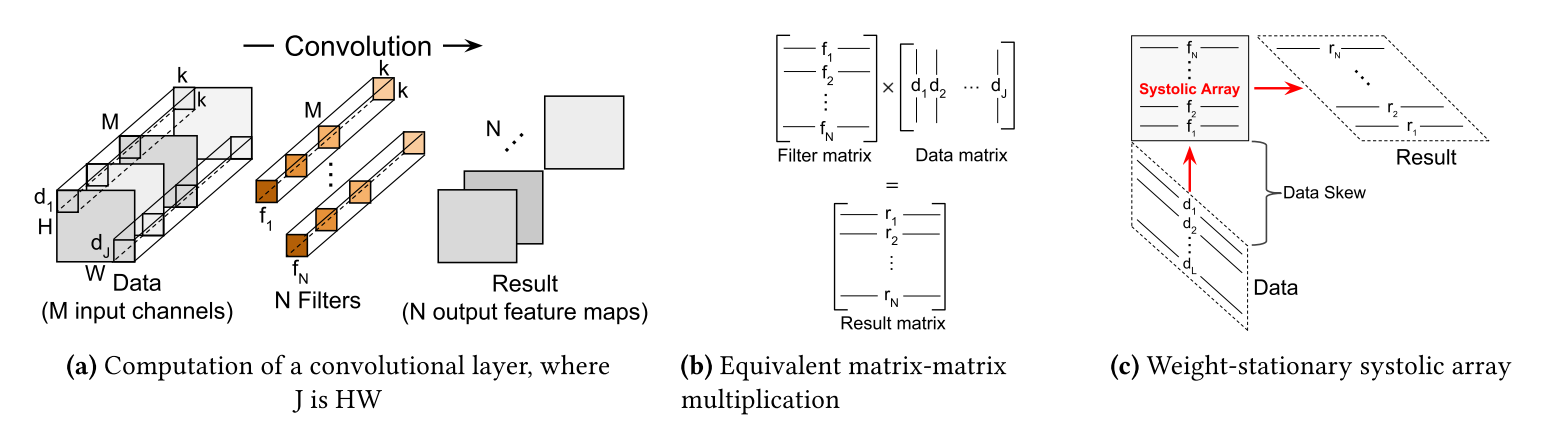 Convolution
k
k
M
d1
H
dJ
W
Data
(M input channels)
k
k
M
f1
fN
N Filters
N
Result
(N output feature maps)
(a) Computation of a convolutional layer, where
J is HW
f1
f2
fN
Filter matrix
×
d1 d2 ... dJ
Data matrix
=
r1
r2
rN
Result matrix
(b) Equivalent matrix-matrix
multiplication
fN
Systolic Array
f2
f1
rN
r2
r1
Result
Data Skew
d1
d2
dL
Data
(c) Weight-stationary systolic array